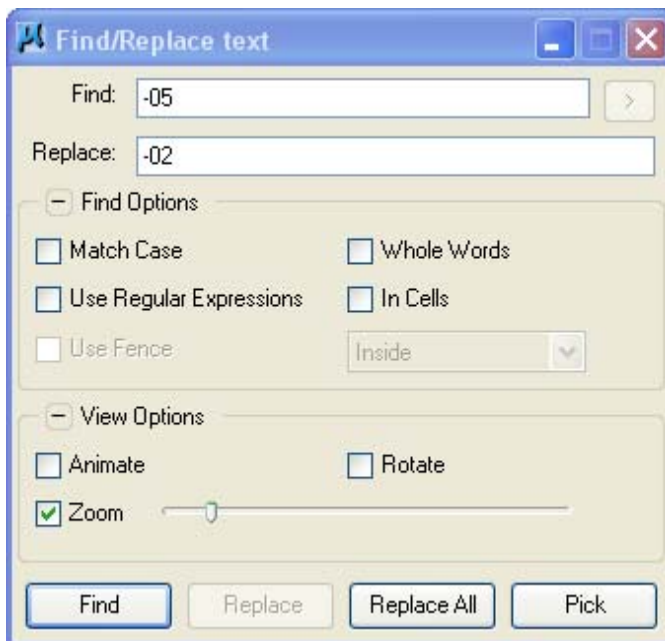 Find/Replace text
Find: -05 >
Replace: -02
Find Options
Match Case Whole Words
Use Regular Expressions In Cells
Use Fence Inside
View Options
Animate Rotate
Zoom
Find Replace Replace All Pick